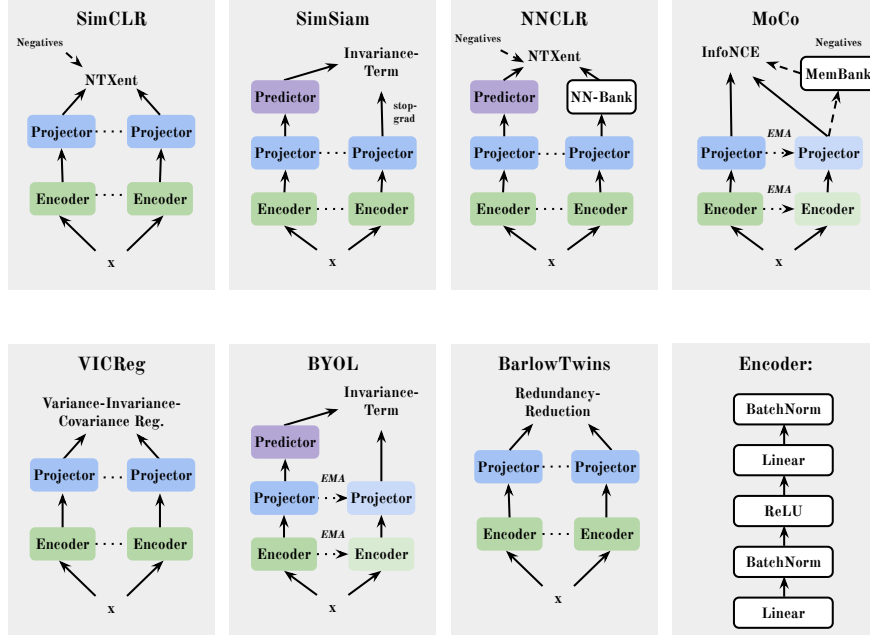 SimCLR
Negatives
NTXent
Projector
Projector
Encoder
Encoder
x
SimSiam
Invariance-
Term
Predictor
stop-
grad
Projector
Projector
Encoder
Encoder
x
NNCLR
Negatives
NTXent
Predictor
NN-Bank
Projector
Projector
Encoder
Encoder
x
MoCo
Negatives
InfoNCE
MemBank
EMA
Projector
Projector
EMA
Encoder
Encoder
x
VICReg
Variance-Invariance-
Covariance Reg.
Projector
Projector
Encoder
Encoder
x
BYOL
Invariance-
Term
Predictor
EMA
Projector
Projector
EMA
Encoder
Encoder
x
BarlowTwins
Redundancy-
Reduction
Projector
Projector
Encoder
Encoder
x
Encoder:
BatchNorm
Linear
ReLU
BatchNorm
Linear